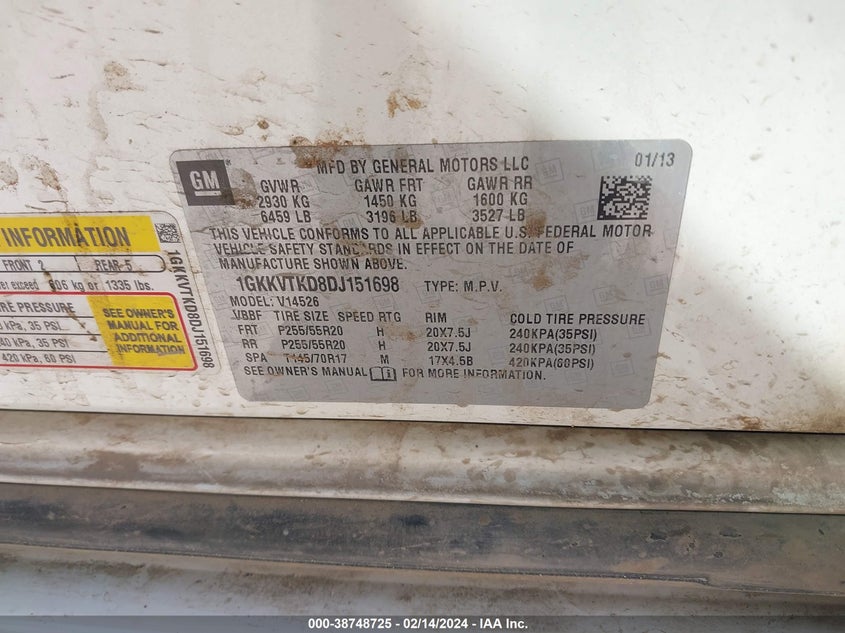 GM
MFD BY GENERAL MOTORS LLC 01/13
GVWR GAWR FRT GAWR RR
2930 KG 1450 KG 1600 KG
6459 LB 3196 LB 3527 LB
THIS VEHICLE CONFORMS TO ALL APPLICABLE U.S. FEDERAL MOTOR
VEHICLE SAFETY STANDARDS IN EFFECT ON THE DATE OF
MANUFACTURE SHOWN ABOVE.
1GKKVTKD8DJ151698 TYPE: M.P.V.
MODEL: V14526
VBBF TIRE SIZE SPEED RTG RIM COLD TIRE PRESSURE
FRT P255/55R20 H 20X7.5J 240KPA(35PSI)
RR P255/55R20 H 20X7.5J 240KPA(35PSI)
SPA T145/70R17 M 17X4.5B 420KPA(60PSI)
SEE OWNER'S MANUAL FOR MORE INFORMATION.
INFORMATION
FRONT 2 REAR 5
exceed 606 kg or 1335 lbs.
PRESSURE
kPa, 35 PSI
kPa, 35 PSI
420 kPa, 60 PSI
SEE OWNER'S
MANUAL FOR
ADDITIONAL
INFORMATION
1GKKVTKD8DJ151698
000-38748725 - 02/14/2024 - IAA Inc.